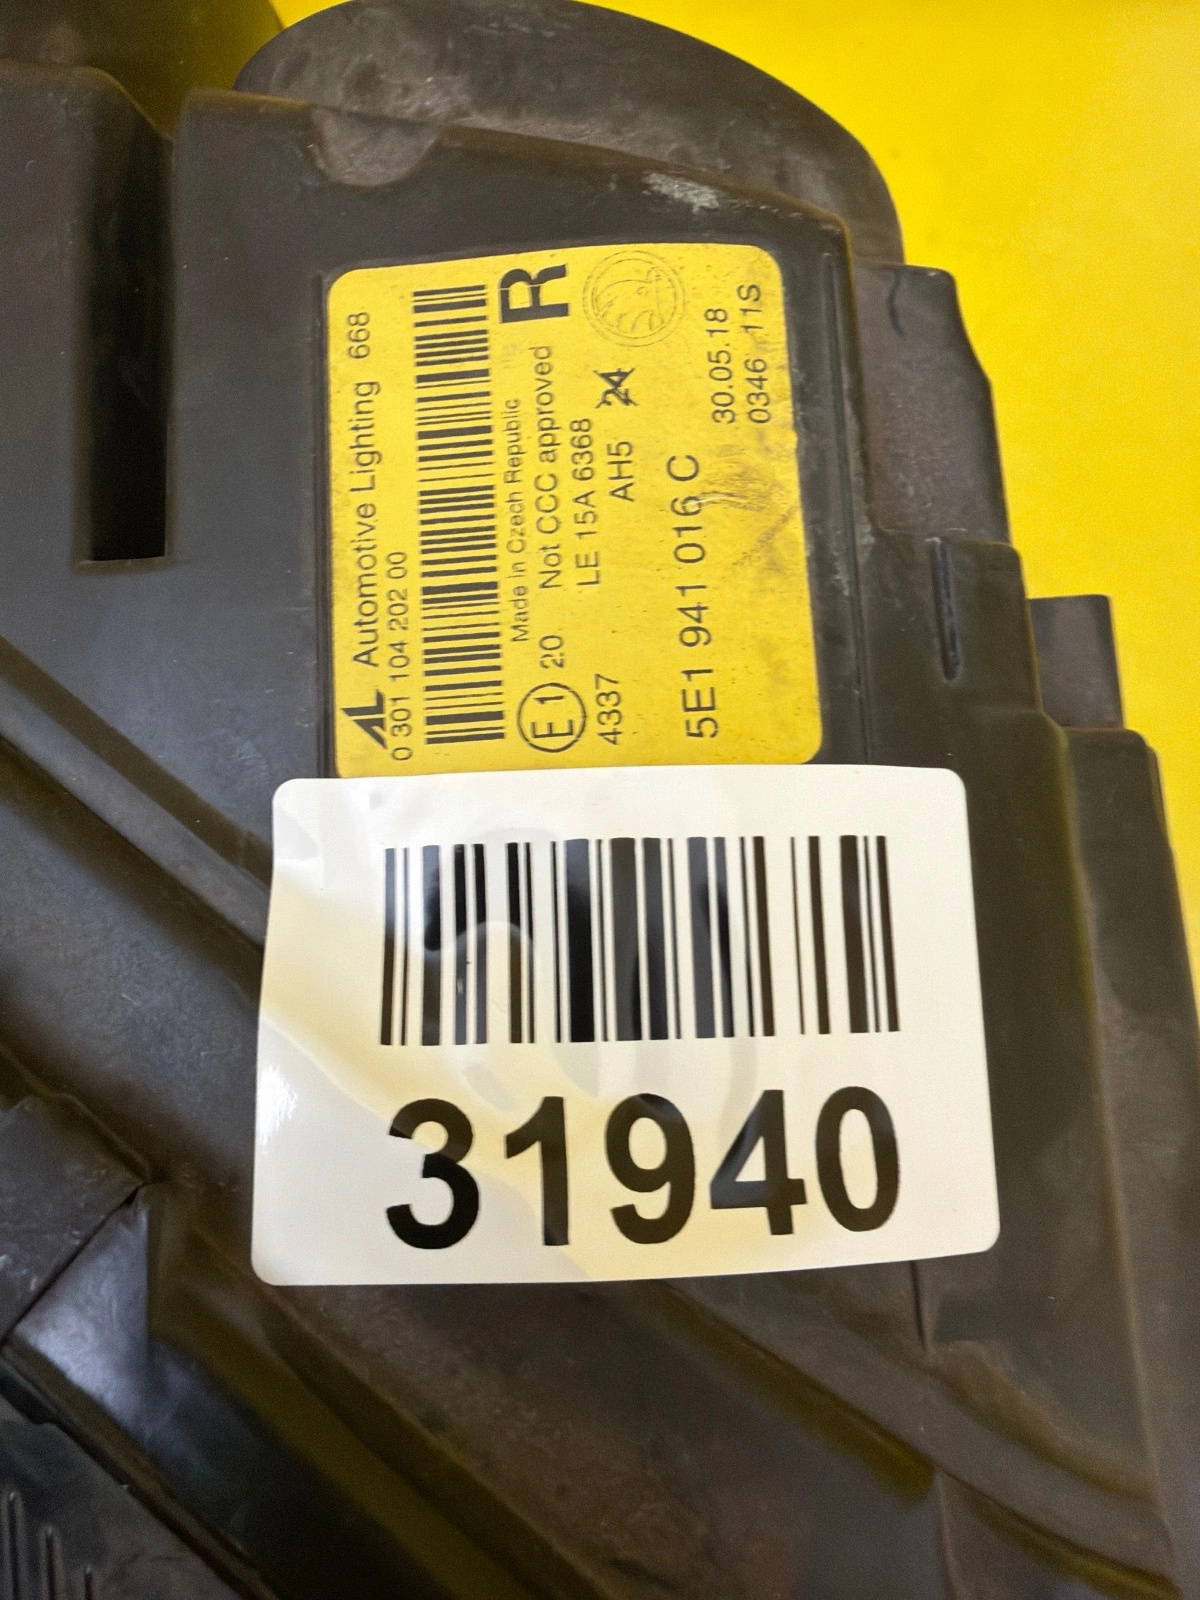 AL Automotive Lighting 668
0 301 104 202 00
R
Made in Czech Republic
E1 20 Not CCC approved
LE 15A 6368
4337 AH5 24
5E1 941 016 C
30.05.18
0346 11S
31940